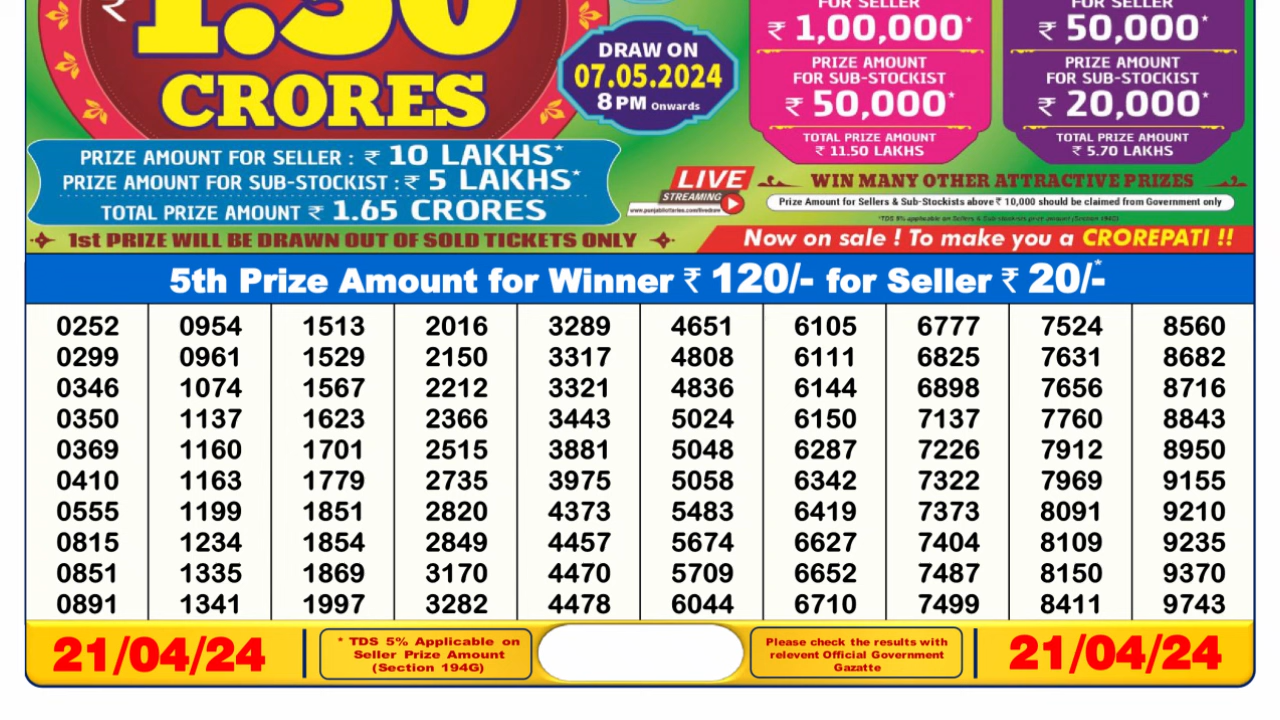 ₹ 1.50
CRORES
PRIZE AMOUNT FOR SELLER : ₹ 10 LAKHS*
PRIZE AMOUNT FOR SUB-STOCKIST : ₹ 5 LAKHS*
TOTAL PRIZE AMOUNT ₹ 1.65 CRORES
DRAW ON
07.05.2024
8PM Onwards
FOR SELLER
₹ 1,00,000*
PRIZE AMOUNT
FOR SUB-STOCKIST
₹ 50,000*
TOTAL PRIZE AMOUNT
₹ 11.50 LAKHS
FOR SELLER
₹ 50,000*
PRIZE AMOUNT
FOR SUB-STOCKIST
₹ 20,000*
TOTAL PRIZE AMOUNT
₹ 5.70 LAKHS
LIVE
STREAMING
WIN MANY OTHER ATTRACTIVE PRIZES
Prize Amount for Sellers & Sub-Stockists above ₹ 10,000 should be claimed from Government only
1st PRIZE WILL BE DRAWN OUT OF SOLD TICKETS ONLY
Now on sale ! To make you a CROREPATI !!
5th Prize Amount for Winner ₹ 120/- for Seller ₹ 20/-*
0252 0954 1513 2016 3289 4651 6105 6777 7524 8560
0299 0961 1529 2150 3317 4808 6111 6825 7631 8682
0346 1074 1567 2212 3321 4836 6144 6898 7656 8716
0350 1137 1623 2366 3443 5024 6150 7137 7760 8843
0369 1160 1701 2515 3881 5048 6287 7226 7912 8950
0410 1163 1779 2735 3975 5058 6342 7322 7969 9155
0555 1199 1851 2820 4373 5483 6419 7373 8091 9210
0815 1234 1854 2849 4457 5674 6627 7404 8109 9235
0851 1335 1869 3170 4470 5709 6652 7487 8150 9370
0891 1341 1997 3282 4478 6044 6710 7499 8411 9743
21/04/24
* TDS 5% Applicable on
Seller Prize Amount
(Section 194G)
Please check the results with
relevent Official Government
Gazatte
21/04/24